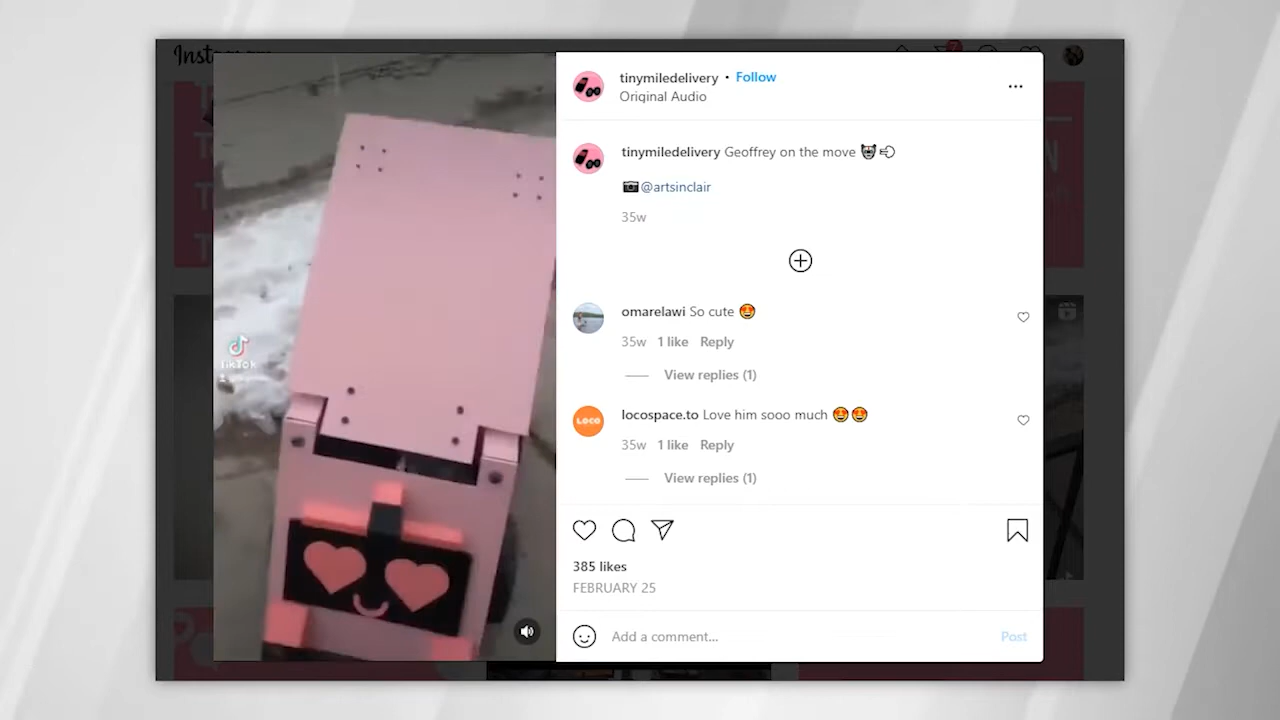 tinymiledelivery • Follow
Original Audio
tinymiledelivery Geoffrey on the move
@artsinclair
35w
omarelawi So cute 😍
35w 1 like Reply
View replies (1)
LOCO
locospace.to Love him sooo much 😍😍
35w 1 like Reply
View replies (1)
385 likes
FEBRUARY 25
Add a comment...
Post
TikTok